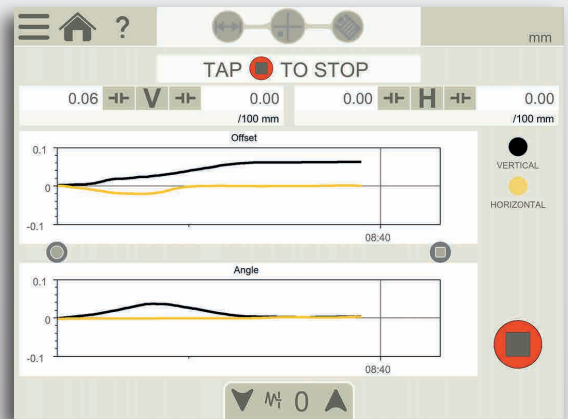 ?
mm
TAP TO STOP
0.06 V 0.00 0.00 H 0.00
/100 mm /100 mm
Offset
0.1
0
-0.1
08:40
VERTICAL
HORIZONTAL
Angle
0.1
0
-0.1
08:40
0